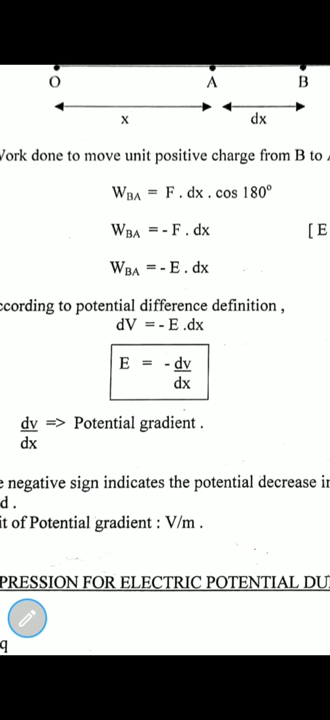 O A B
x dx
Work done to move unit positive charge from B to
W_BA = F . dx . cos 180°
W_BA = - F . dx [ E
W_BA = - E . dx
ccording to potential difference definition ,
dV = - E .dx
E = - dv
dx
dv => Potential gradient .
dx
e negative sign indicates the potential decrease in
d .
it of Potential gradient : V/m .
PRESSION FOR ELECTRIC POTENTIAL DU
q